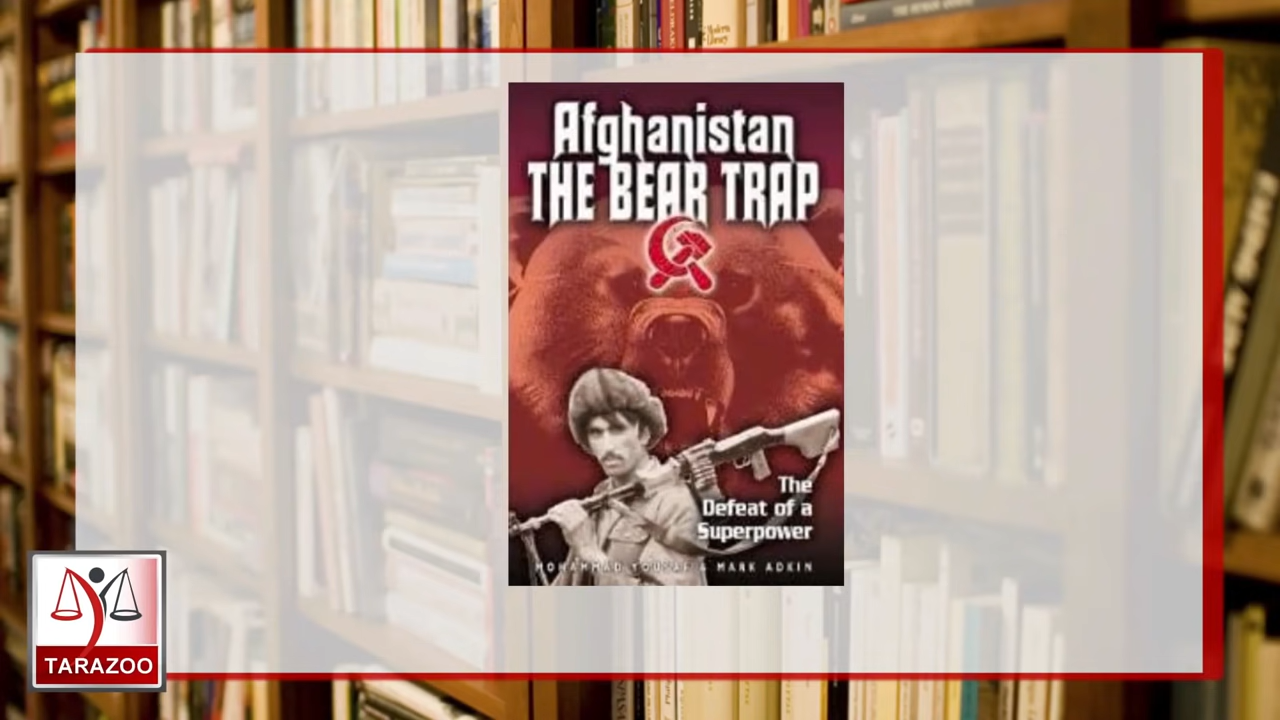 Afghanistan
THE BEAR TRAP
The
Defeat of a
Superpower
MOHAMMAD YOUSAF & MARK ADKIN
TARAZOO